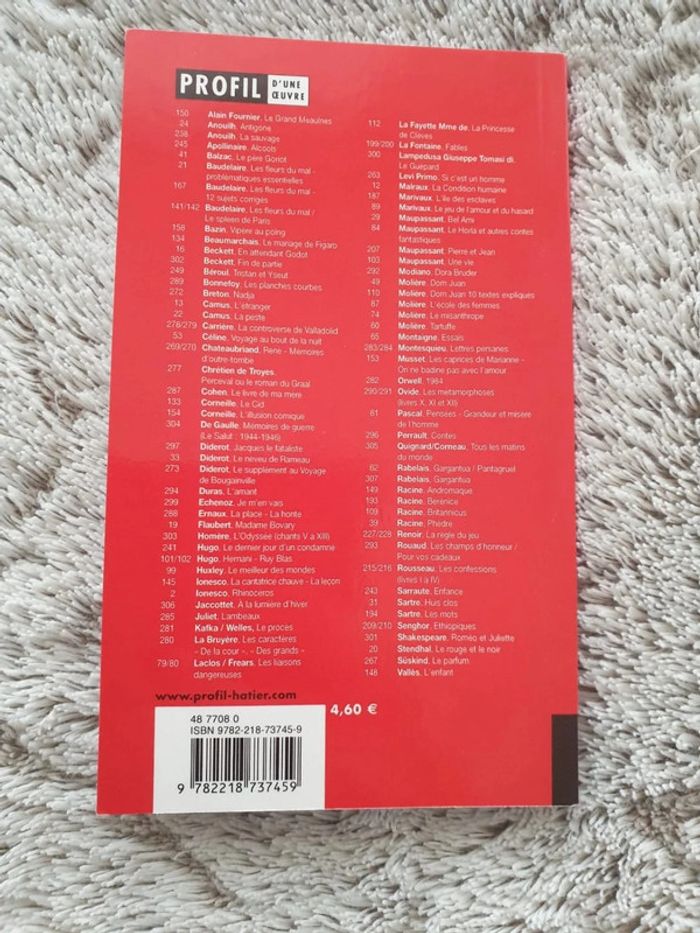 PROFIL D'UNE ŒUVRE
150 Alain Fournier, Le Grand Meaulnes
24 Anouilh, Antigone
238 Anouilh, La sauvage
245 Apollinaire, Alcools
41 Balzac, Le père Goriot
21 Baudelaire, Les fleurs du mal -
problématiques essentielles
167 Baudelaire, Les fleurs du mal -
12 sujets corrigés
141/142 Baudelaire, Les fleurs du mal /
Le spleen de Paris
158 Bazin, Vipère au poing
134 Beaumarchais, Le mariage de Figaro
16 Beckett, En attendant Godot
302 Beckett, Fin de partie
249 Béroul, Tristan et Yseut
289 Bonnefoy, Les planches courbes
272 Breton, Nadja
13 Camus, L'étranger
22 Camus, La peste
278/279 Carrière, La controverse de Valladolid
53 Céline, Voyage au bout de la nuit
269/270 Chateaubriand, René - Mémoires
d'outre-tombe
277 Chrétien de Troyes,
Perceval ou le roman du Graal
287 Cohen, Le livre de ma mère
133 Corneille, Le Cid
154 Corneille, L'illusion comique
304 De Gaulle, Mémoires de guerre
(Le Salut : 1944-1946)
297 Diderot, Jacques le fataliste
33 Diderot, Le neveu de Rameau
273 Diderot, Le supplément au Voyage
de Bougainville
294 Duras, L'amant
299 Echenoz, Je m'en vais
288 Ernaux, La place - La honte
19 Flaubert, Madame Bovary
303 Homère, L'Odyssée (chants V à XIII)
241 Hugo, Le dernier jour d'un condamné
101/102 Hugo, Hernani - Ruy Blas
99 Huxley, Le meilleur des mondes
145 Ionesco, La cantatrice chauve - La leçon
2 Ionesco, Rhinocéros
306 Jaccottet, À la lumière d'hiver
285 Juliet, Lambeaux
281 Kafka / Welles, Le procès
280 La Bruyère, Les caractères
« De la cour », « Des grands »
79/80 Laclos / Frears, Les liaisons
dangereuses
112 La Fayette Mme de, La Princesse
de Clèves
199/200 La Fontaine, Fables
300 Lampedusa Giuseppe Tomasi di,
Le Guépard
263 Levi Primo, Si c'est un homme
12 Malraux, La Condition humaine
187 Marivaux, L'île des esclaves
89 Marivaux, Le jeu de l'amour et du hasard
29 Maupassant, Bel Ami
84 Maupassant, Le Horla et autres contes
fantastiques
207 Maupassant, Pierre et Jean
103 Maupassant, Une vie
292 Modiano, Dora Bruder
49 Molière, Dom Juan
110 Molière, Dom Juan 10 textes expliqués
87 Molière, L'école des femmes
74 Molière, Le misanthrope
60 Molière, Tartuffe
65 Montaigne, Essais
283/284 Montesquieu, Lettres persanes
153 Musset, Les caprices de Marianne -
On ne badine pas avec l'amour
282 Orwell, 1984
290/291 Ovide, Les métamorphoses
(livres X, XI et XII)
81 Pascal, Pensées - Grandeur et misère
de l'homme
296 Perrault, Contes
305 Quignard/Corneau, Tous les matins
du monde
62 Rabelais, Gargantua / Pantagruel
307 Rabelais, Gargantua
149 Racine, Andromaque
193 Racine, Bérénice
109 Racine, Britannicus
39 Racine, Phèdre
227/228 Renoir, La règle du jeu
293 Rouaud, Les champs d'honneur /
Pour vos cadeaux
215/216 Rousseau, Les confessions
(livres I à IV)
243 Sarraute, Enfance
31 Sartre, Huis clos
194 Sartre, Les mots
209/210 Senghor, Ethiopiques
301 Shakespeare, Roméo et Juliette
20 Stendhal, Le rouge et le noir
267 Süskind, Le parfum
148 Vallès, L'enfant
www.profil-hatier.com
4,60 €
48 7708 0
ISBN 9782-218-73745-9
9 782218 737459